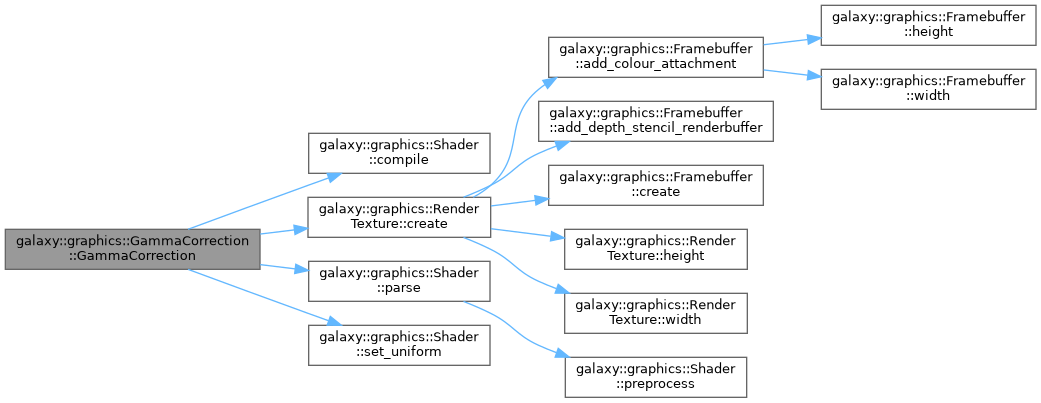 galaxy::graphics::GammaCorrection
::GammaCorrection
galaxy::graphics::Shader
::compile
galaxy::graphics::Render
Texture::create
galaxy::graphics::Shader
::parse
galaxy::graphics::Shader
::set_uniform
galaxy::graphics::Framebuffer
::add_colour_attachment
galaxy::graphics::Framebuffer
::add_depth_stencil_renderbuffer
galaxy::graphics::Framebuffer
::create
galaxy::graphics::Render
Texture::height
galaxy::graphics::Render
Texture::width
galaxy::graphics::Shader
::preprocess
galaxy::graphics::Framebuffer
::height
galaxy::graphics::Framebuffer
::width